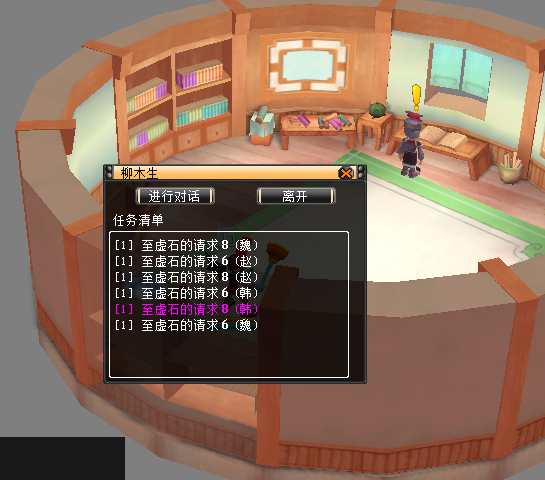 柳木生
进行对话 离开
任务清单
[1] 至虚石的请求8（魏）
[1] 至虚石的请求6（赵）
[1] 至虚石的请求8（赵）
[1] 至虚石的请求6（韩）
[1] 至虚石的请求8（韩）
[1] 至虚石的请求6（魏）